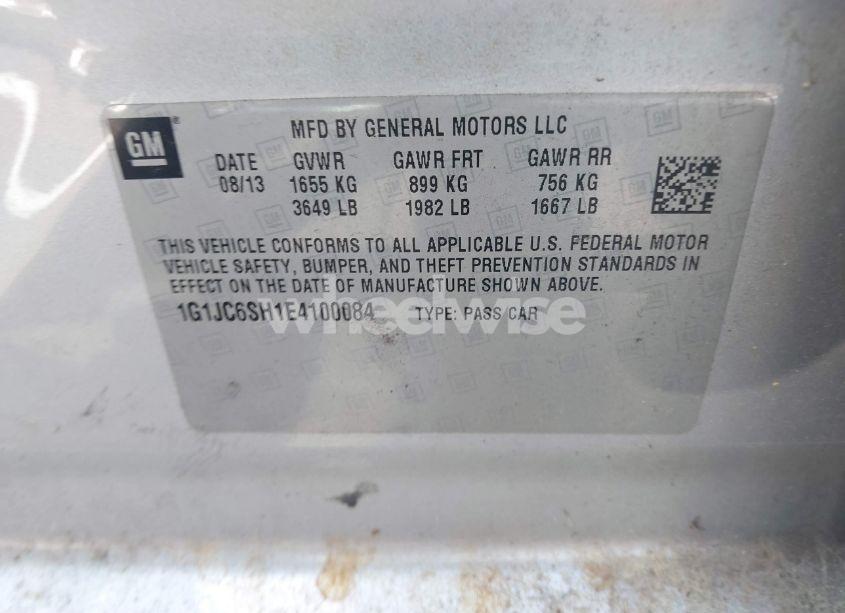 GM ®
MFD BY GENERAL MOTORS LLC
DATE GVWR GAWR FRT GAWR RR
08/13 1655 KG 899 KG 756 KG
3649 LB 1982 LB 1667 LB
THIS VEHICLE CONFORMS TO ALL APPLICABLE U.S. FEDERAL MOTOR
VEHICLE SAFETY, BUMPER, AND THEFT PREVENTION STANDARDS IN
EFFECT ON THE DATE OF MANUFACTURE SHOWN ABOVE.
1G1JC6SH1E4100084 TYPE: PASS CAR
wheelwise